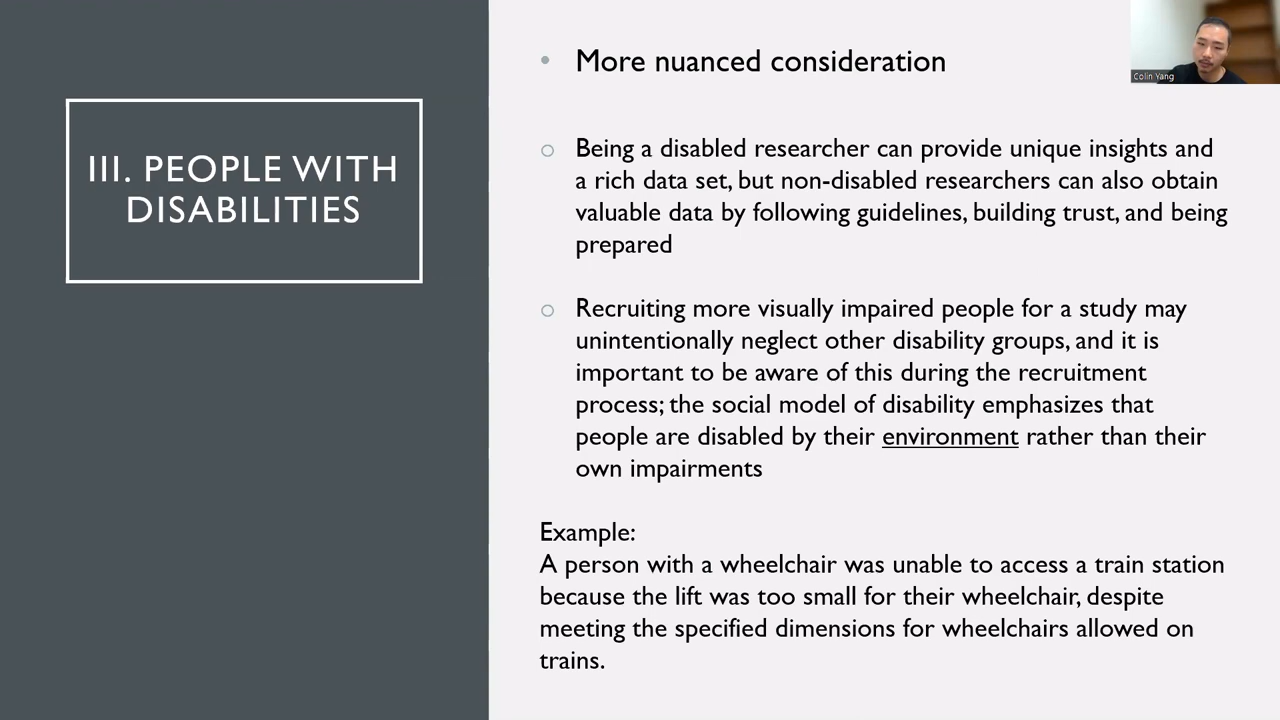 III. PEOPLE WITH
DISABILITIES
• More nuanced consideration
Colin Yang
o Being a disabled researcher can provide unique insights and
a rich data set, but non-disabled researchers can also obtain
valuable data by following guidelines, building trust, and being
prepared
o Recruiting more visually impaired people for a study may
unintentionally neglect other disability groups, and it is
important to be aware of this during the recruitment
process; the social model of disability emphasizes that
people are disabled by their environment rather than their
own impairments
Example:
A person with a wheelchair was unable to access a train station
because the lift was too small for their wheelchair, despite
meeting the specified dimensions for wheelchairs allowed on
trains.